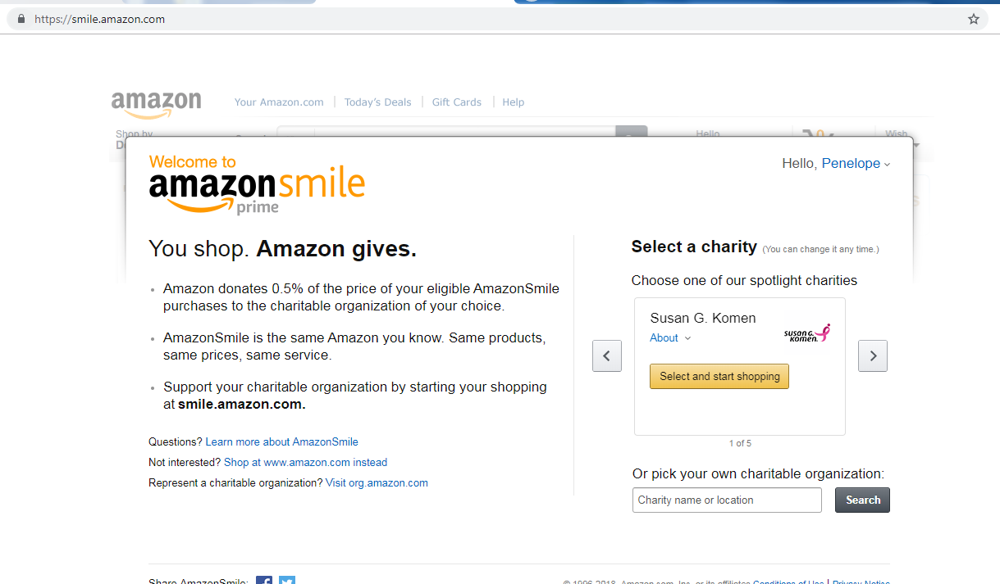 https://smile.amazon.com
amazon
Your Amazon.com | Today's Deals | Gift Cards | Help
Shop by
Hello
Wish
Welcome to
amazonsmile
prime
Hello, Penelope
You shop. Amazon gives.
Amazon donates 0.5% of the price of your eligible AmazonSmile
purchases to the charitable organization of your choice.
AmazonSmile is the same Amazon you know. Same products,
same prices, same service.
Support your charitable organization by starting your shopping
at smile.amazon.com.
Questions? Learn more about AmazonSmile
Not interested? Shop at www.amazon.com instead
Represent a charitable organization? Visit org.amazon.com
Select a charity (You can change it any time.)
Choose one of our spotlight charities
Susan G. Komen
About
susan g.
komen.
Select and start shopping
1 of 5
Or pick your own charitable organization:
Charity name or location
Search
Share AmazonSmile:
© 1996-2018, Amazon.com, Inc. or its affiliates Conditions of Use | Privacy Notice